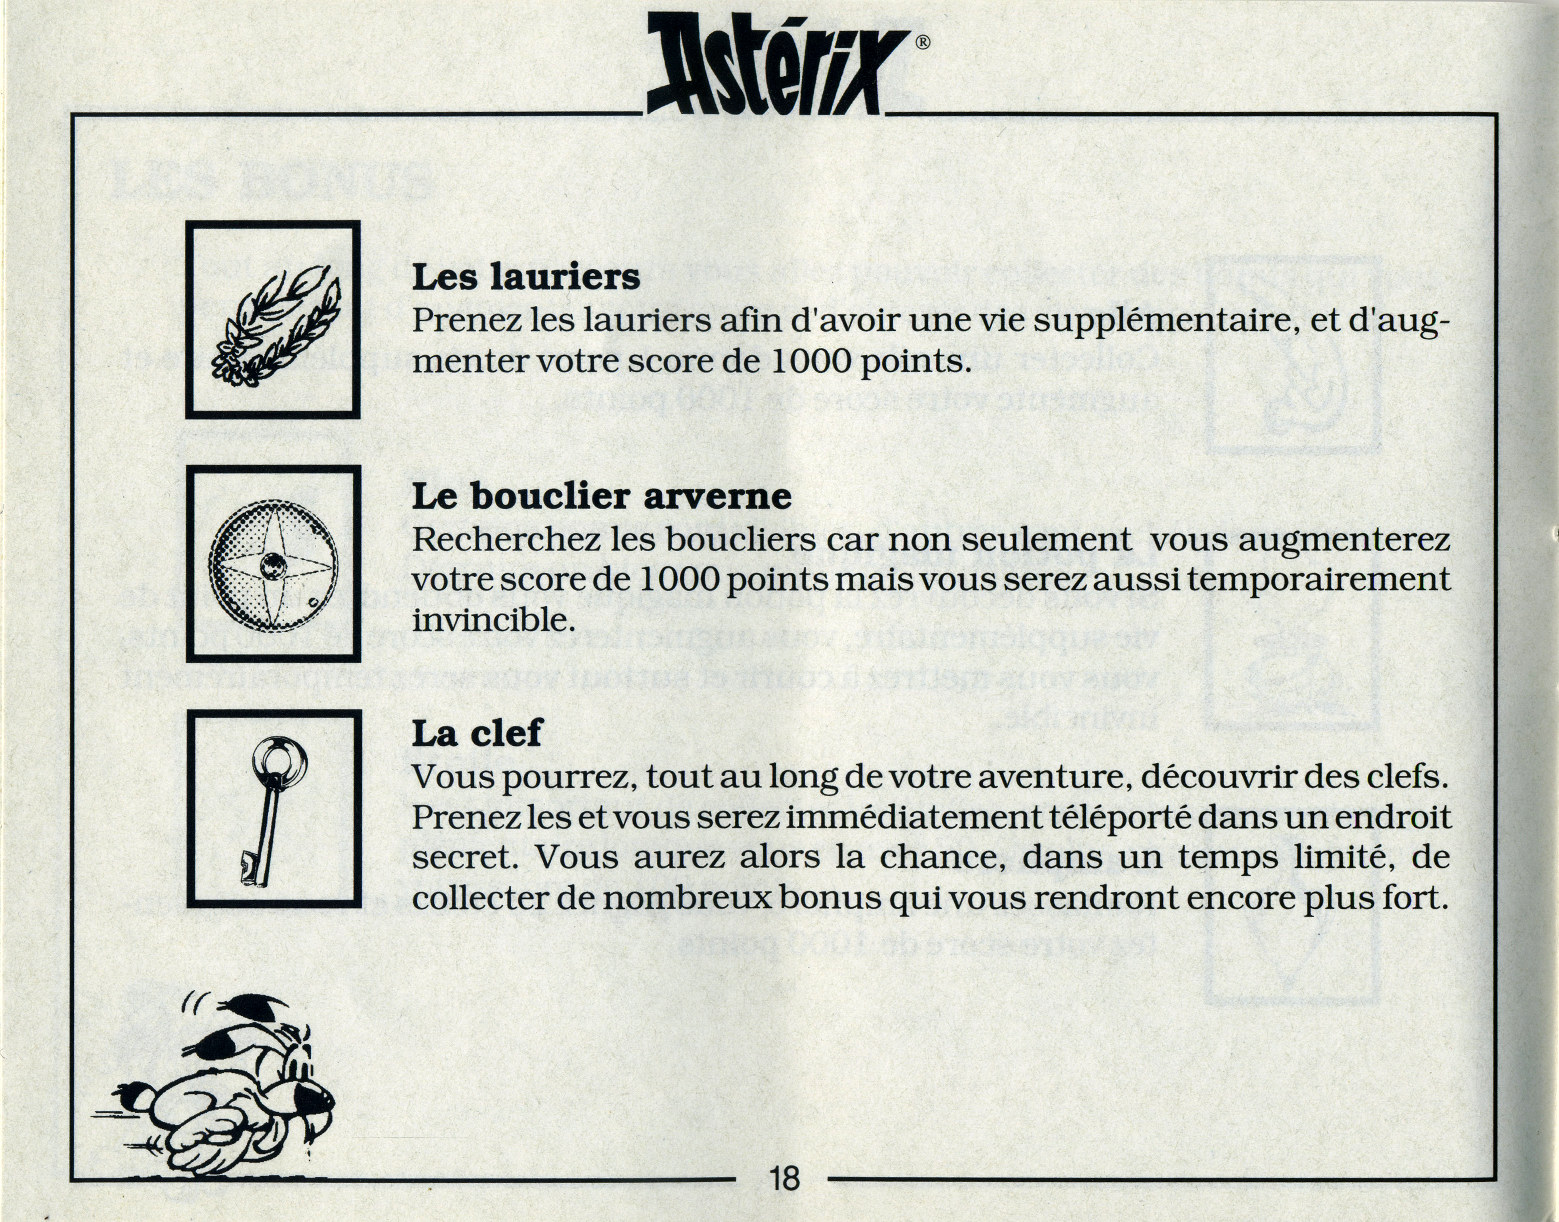 Astérix®
Les lauriers
Prenez les lauriers afin d'avoir une vie supplémentaire, et d'aug-
menter votre score de 1000 points.
Le bouclier arverne
Recherchez les boucliers car non seulement vous augmenterez
votre score de 1000 points mais vous serez aussi temporairement
invincible.
La clef
Vous pourrez, tout au long de votre aventure, découvrir des clefs.
Prenez les et vous serez immédiatement téléporté dans un endroit
secret. Vous aurez alors la chance, dans un temps limité, de
collecter de nombreux bonus qui vous rendront encore plus fort.
18